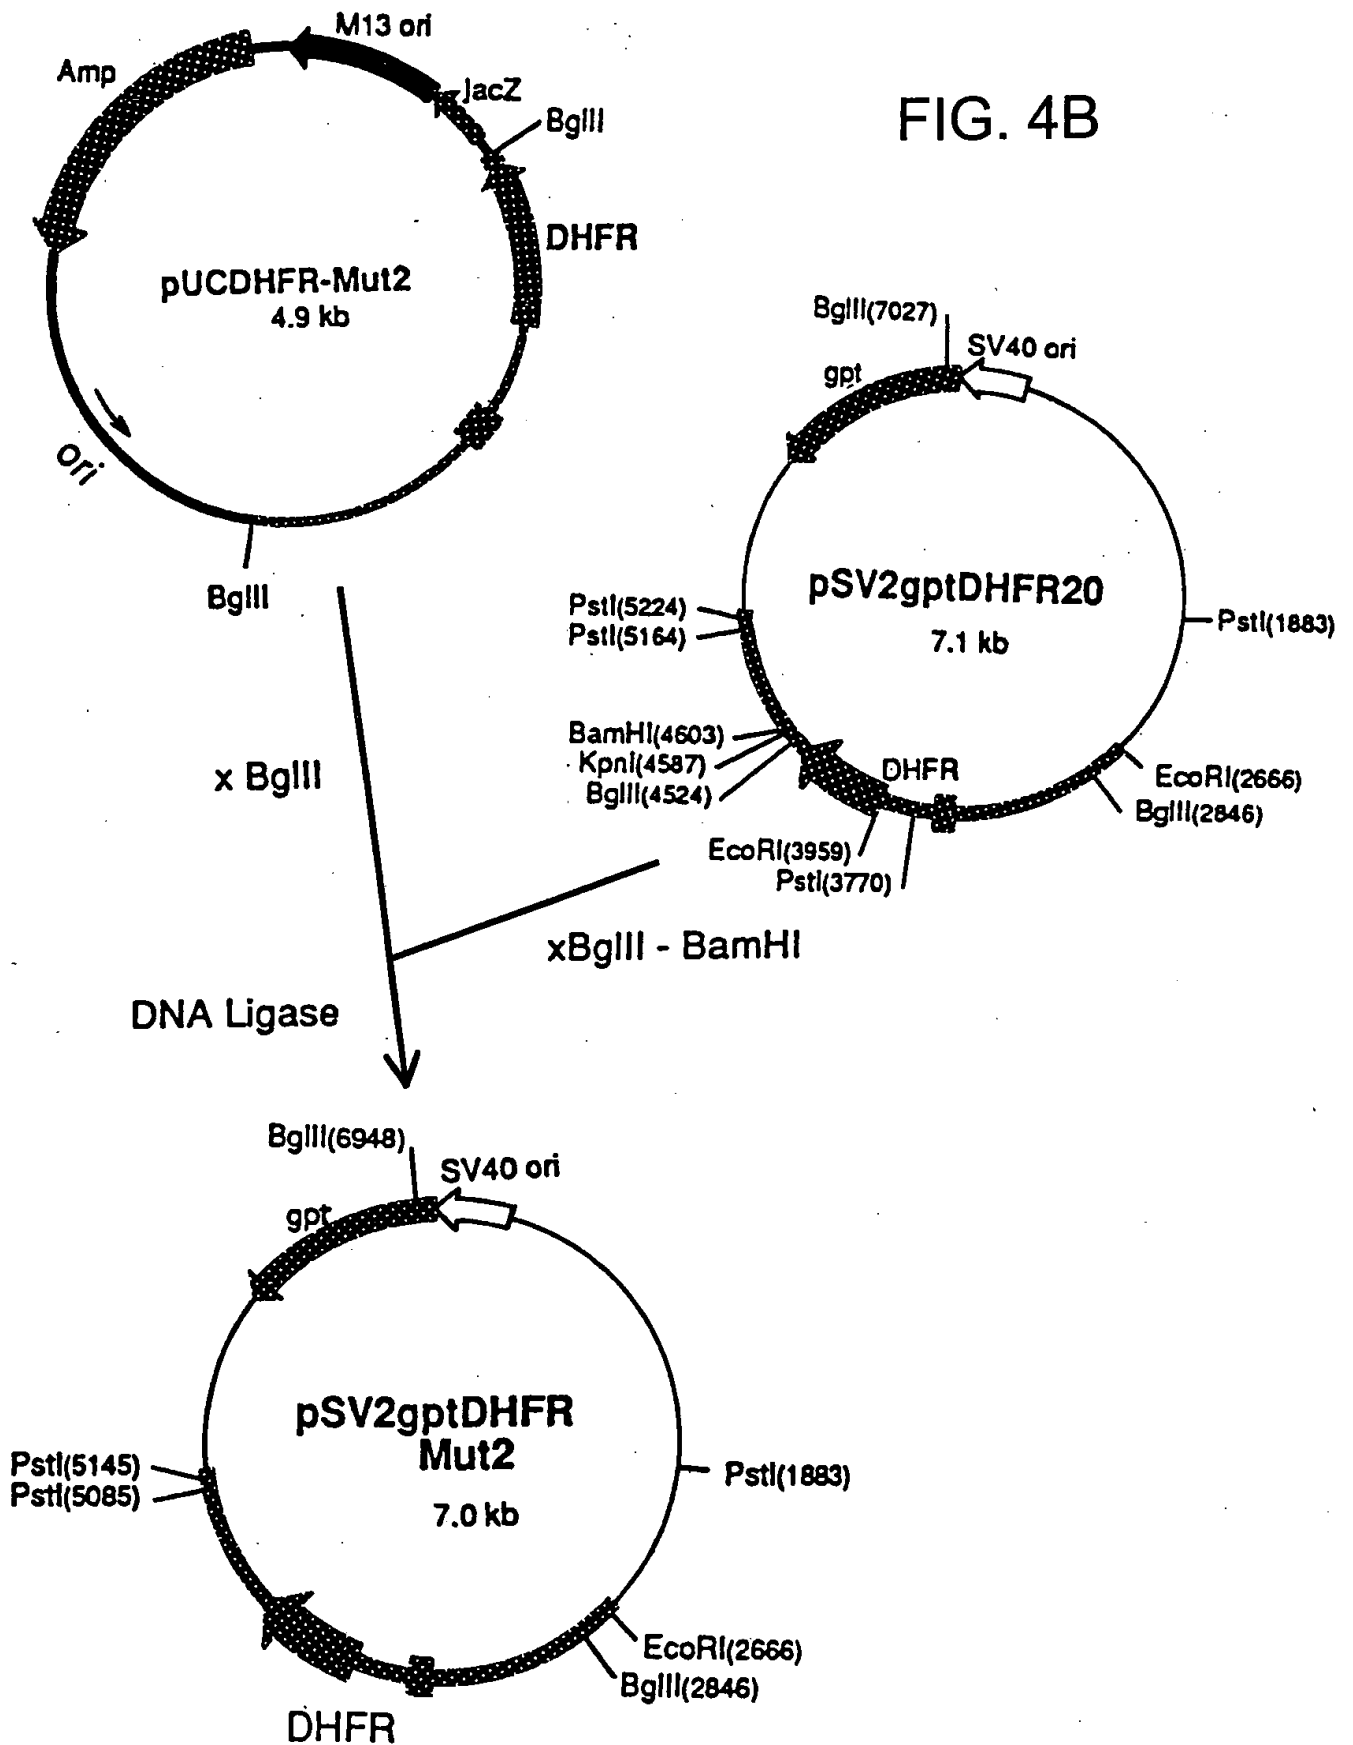 M13 ori
Amp
lacZ
BglII
FIG. 4B
DHFR
pUCDHFR-Mut2
4.9 kb
ori
BglII
BglII(7027)
SV40 ori
gpt
pSV2gptDHFR20
7.1 kb
PstI(5224)
PstI(5164)
PstI(1883)
BamHI(4603)
KpnI(4587)
BglII(4524)
DHFR
EcoRI(2666)
BglII(2846)
EcoRI(3959)
PstI(3770)
x BglII
xBglII - BamHI
DNA Ligase
BglII(6948)
SV40 ori
gpt
pSV2gptDHFR
Mut2
7.0 kb
PstI(5145)
PstI(5085)
PstI(1883)
EcoRI(2666)
BglII(2846)
DHFR